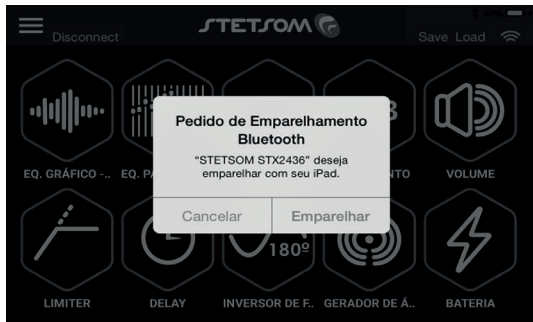 Disconnect
STETSOM
Save Load
Pedido de Emparelhamento
Bluetooth
“STETSOM STX2436” deseja
emparelhar com seu iPad.
Cancelar
Emparelhar
EQ. GRÁFICO -..
EQ. PA
TO
VOLUME
180º
LIMITER
DELAY
INVERSOR DE F..
GERADOR DE Á..
BATERIA